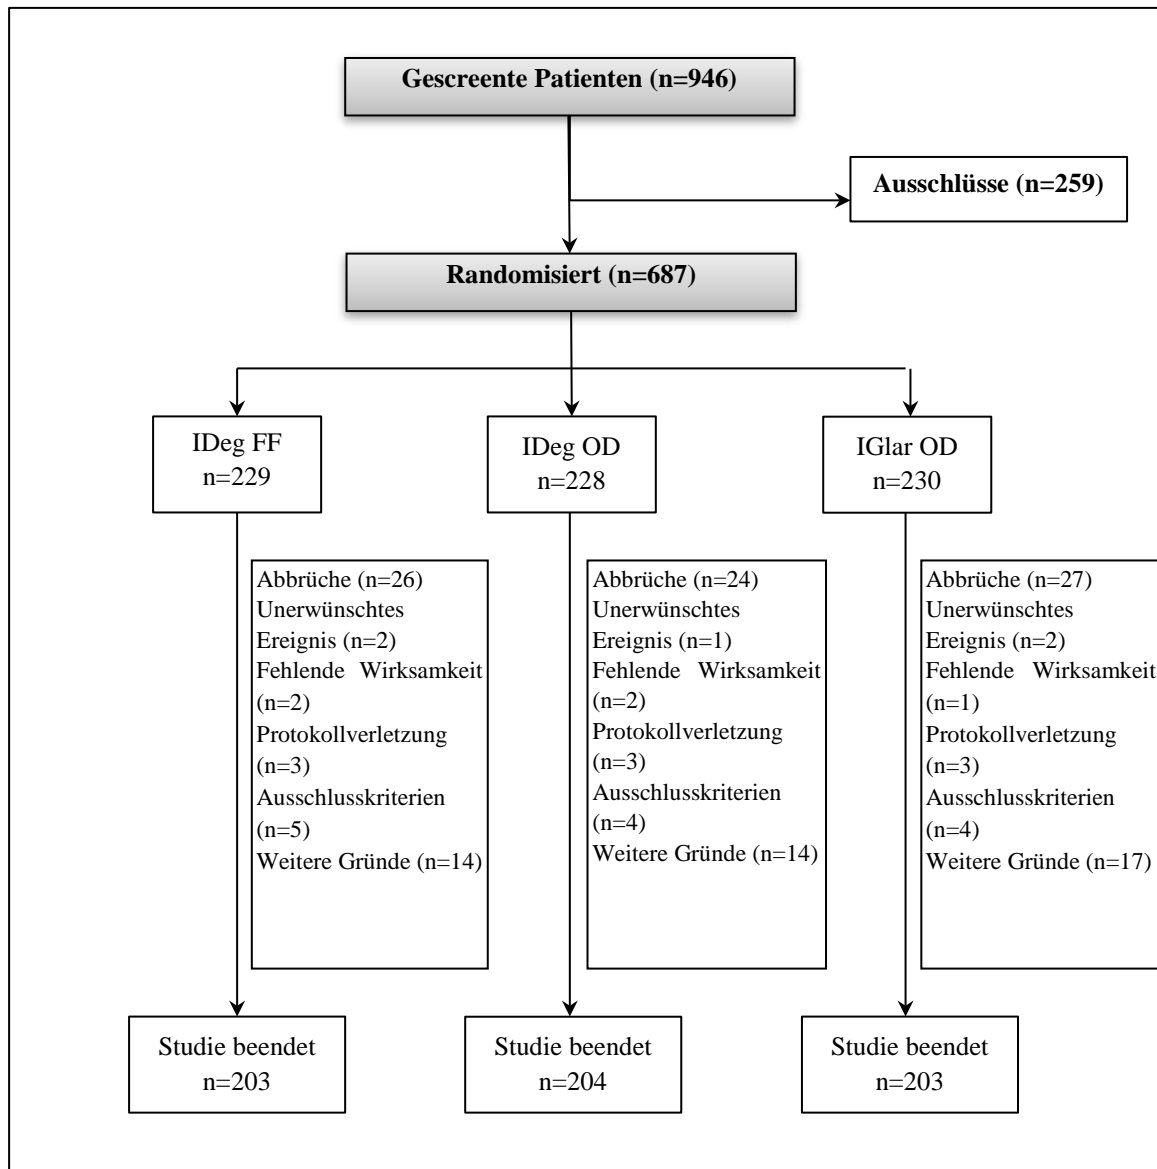 Gescreente Patienten (n=946)
Ausschlüsse (n=259)
Randomisiert (n=687)
IDeg FF
n=229
IDeg OD
n=228
IGlar OD
n=230
Abbrüche (n=26)
Unerwünschtes
Ereignis (n=2)
Fehlende Wirksamkeit
(n=2)
Protokollverletzung
(n=3)
Ausschlusskriterien
(n=5)
Weitere Gründe (n=14)
Abbrüche (n=24)
Unerwünschtes
Ereignis (n=1)
Fehlende Wirksamkeit
(n=2)
Protokollverletzung
(n=3)
Ausschlusskriterien
(n=4)
Weitere Gründe (n=14)
Abbrüche (n=27)
Unerwünschtes
Ereignis (n=2)
Fehlende Wirksamkeit
(n=1)
Protokollverletzung
(n=3)
Ausschlusskriterien
(n=4)
Weitere Gründe (n=17)
Studie beendet
n=203
Studie beendet
n=204
Studie beendet
n=203